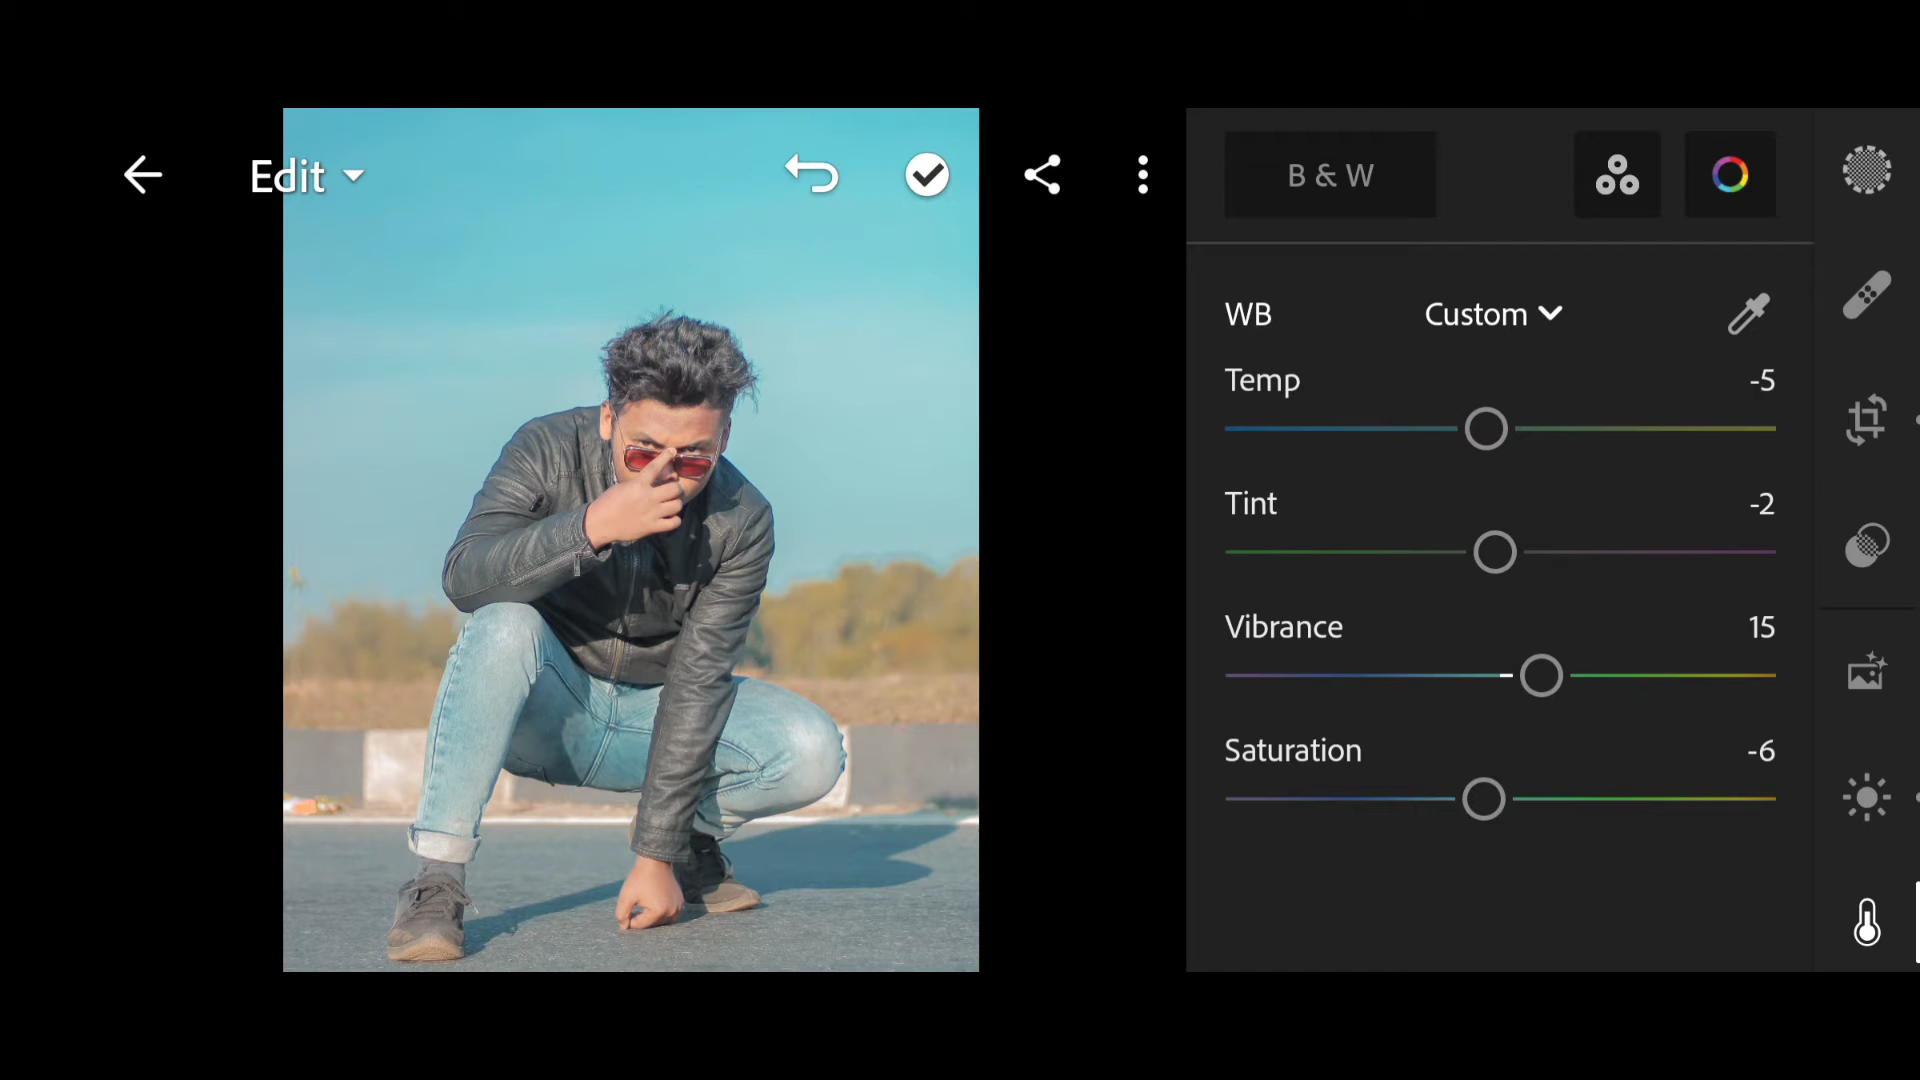 Edit
B & W
WB Custom
Temp -5
Tint -2
Vibrance 15
Saturation -6